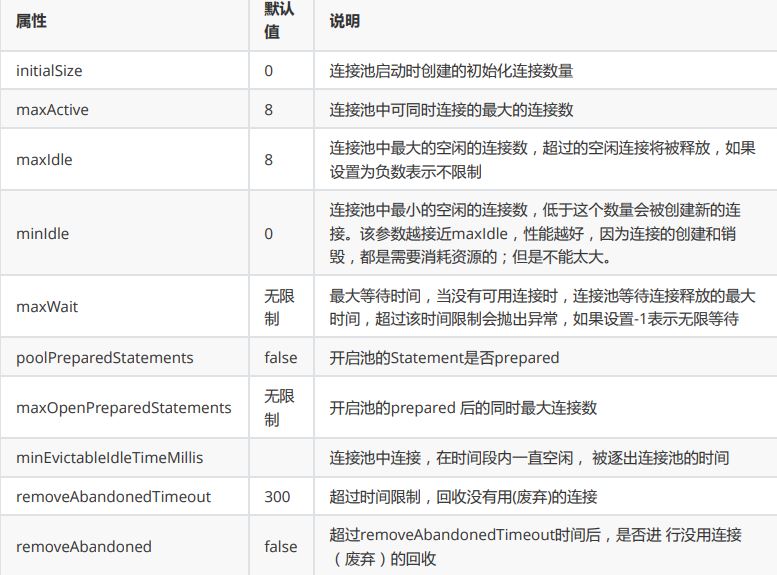 属性
默认
值
说明
initialSize
0
连接池启动时创建的初始化连接数量
maxActive
8
连接池中可同时连接的最大的连接数
maxIdle
8
连接池中最大的空闲的连接数，超过的空闲连接将被释放，如果
设置为负数表示不限制
minIdle
0
连接池中最小的空闲的连接数，低于这个数量会被创建新的连
接。该参数越接近maxIdle，性能越好，因为连接的创建和销
毁，都是需要消耗资源的；但是不能太大。
maxWait
无限
制
最大等待时间，当没有可用连接时，连接池等待连接释放的最大
时间，超过该时间限制会抛出异常，如果设置-1表示无限等待
poolPreparedStatements
false
开启池的Statement是否prepared
maxOpenPreparedStatements
无限
制
开启池的prepared 后的同时最大连接数
minEvictableIdleTimeMillis
连接池中连接，在时间段内一直空闲， 被逐出连接池的时间
removeAbandonedTimeout
300
超过时间限制，回收没有用(废弃)的连接
removeAbandoned
false
超过removeAbandonedTimeout时间后，是否进 行没用连接
（废弃）的回收